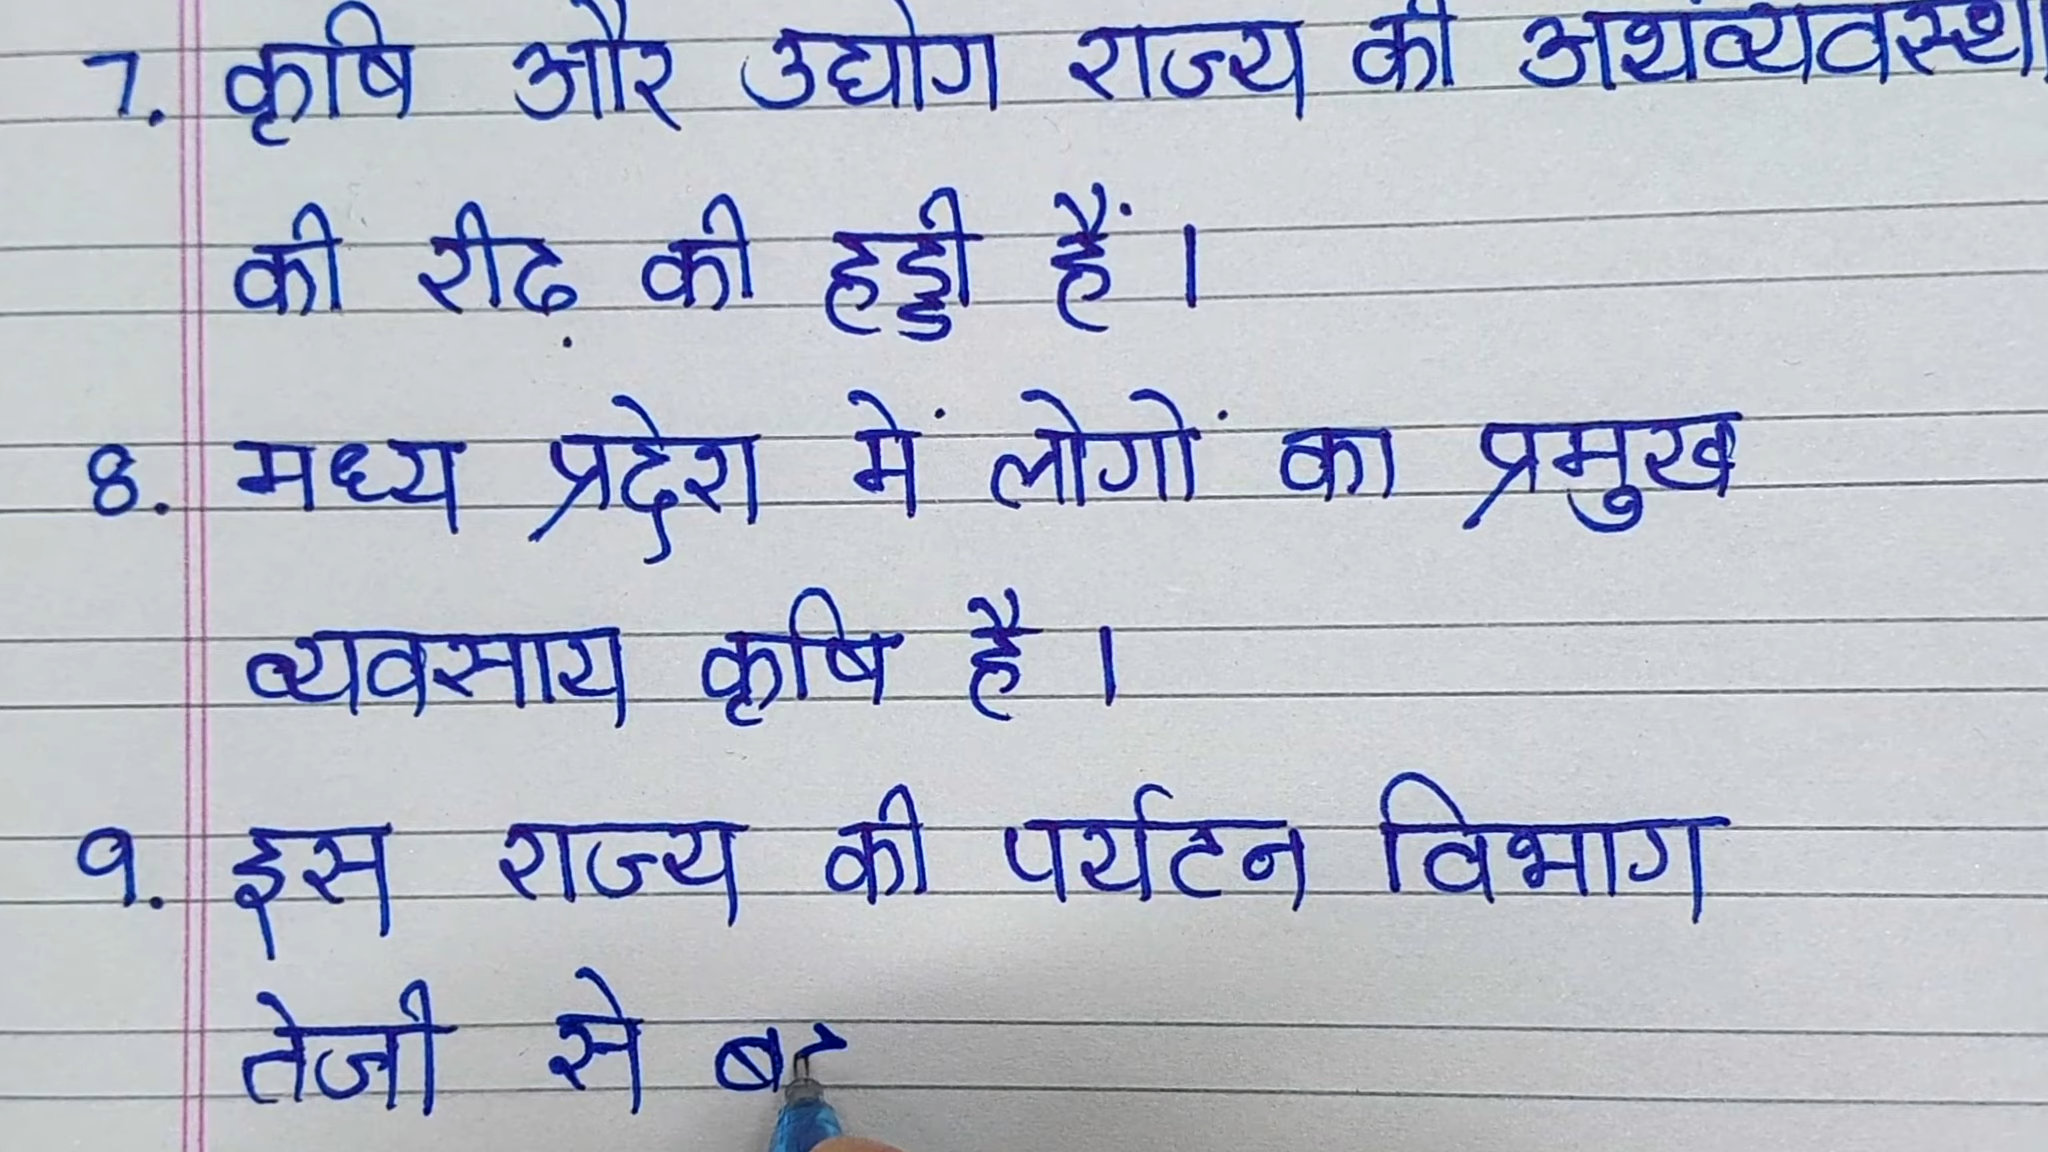 7. कृषि और उद्योग राज्य की अर्थव्यवस्था
की रीढ़ की हड्डी हैं।
8. मध्य प्रदेश में लोगों का प्रमुख
व्यवसाय कृषि है।
9. इस राज्य की पर्यटन विभाग
तेजी से